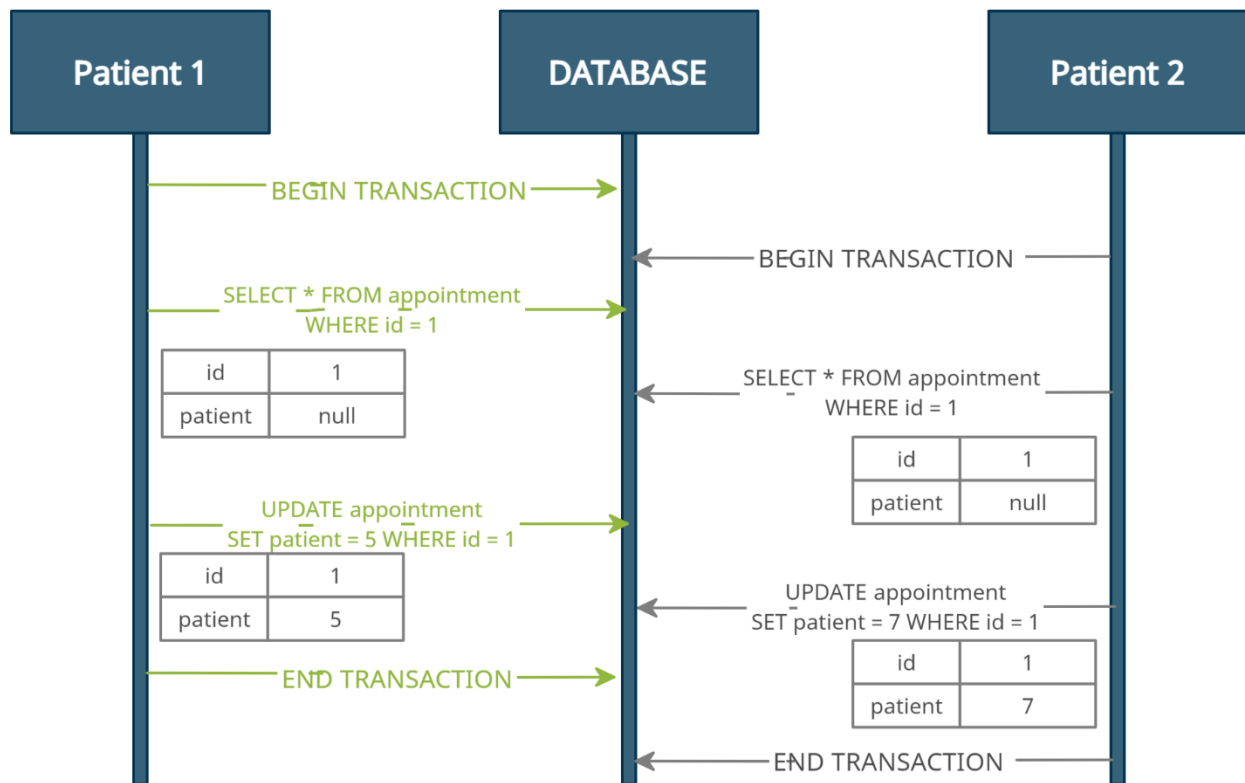 Patient 1
DATABASE
Patient 2
BEGIN TRANSACTION
BEGIN TRANSACTION
SELECT * FROM appointment
WHERE id = 1
id 1
patient null
SELECT * FROM appointment
WHERE id = 1
id 1
patient null
UPDATE appointment
SET patient = 5 WHERE id = 1
id 1
patient 5
UPDATE appointment
SET patient = 7 WHERE id = 1
id 1
patient 7
END TRANSACTION
END TRANSACTION